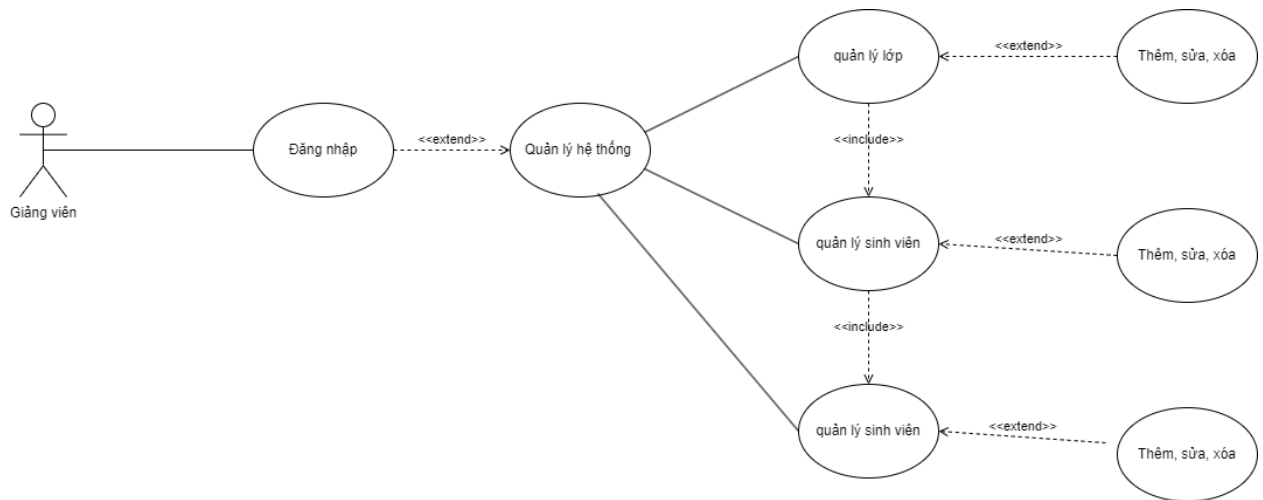 quản lý lớp
<<extend>>
Thêm, sửa, xóa
Giảng viên
Đăng nhập
<<extend>>
Quản lý hệ thống
<<include>>
quản lý sinh viên
<<extend>>
Thêm, sửa, xóa
<<include>>
quản lý sinh viên
<<extend>>
Thêm, sửa, xóa